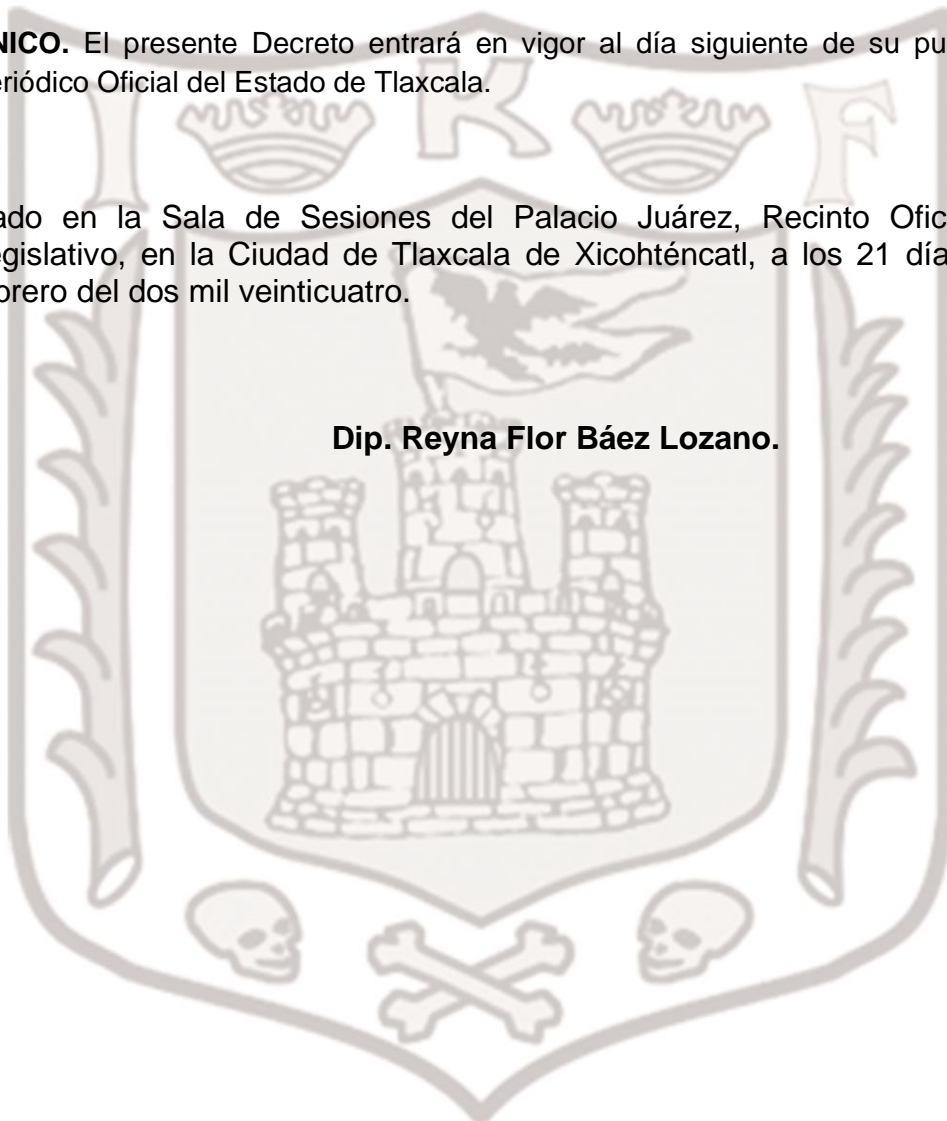 NICO. El presente Decreto entrará en vigor al día siguiente de su pu
eriódico Oficial del Estado de Tlaxcala.
I K F
ado en la Sala de Sesiones del Palacio Juárez, Recinto Ofic
egislativo, en la Ciudad de Tlaxcala de Xicohténcatl, a los 21 día
brero del dos mil veinticuatro.
Dip. Reyna Flor Báez Lozano.